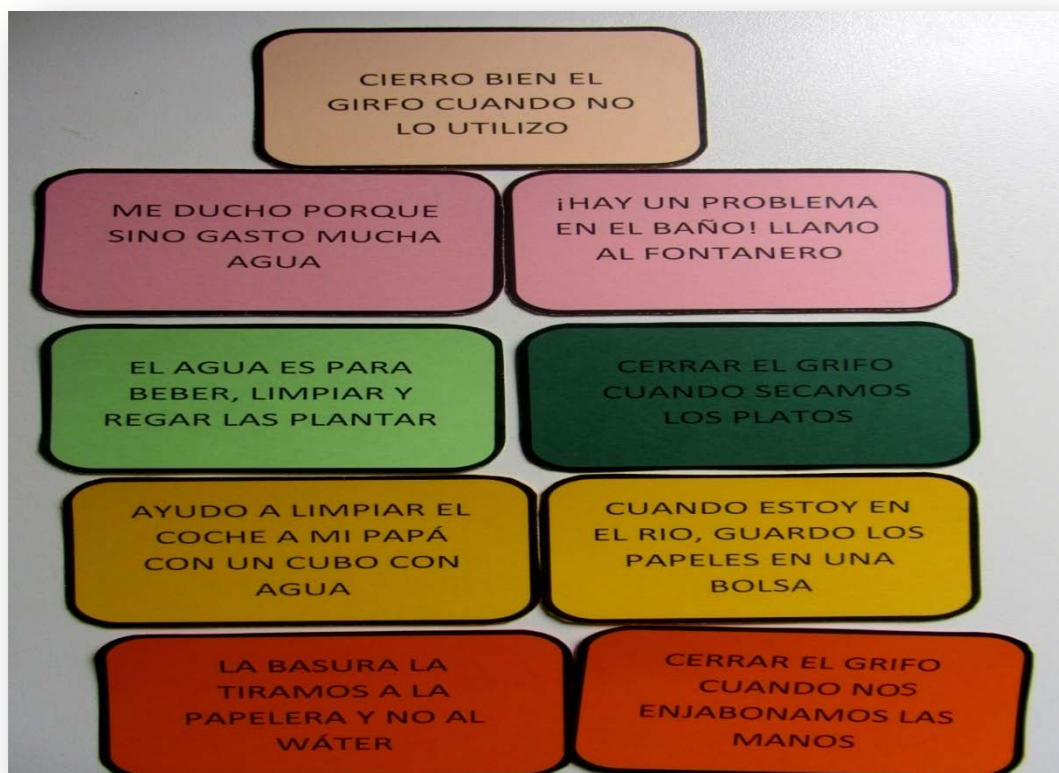 CIERRO BIEN EL
GIRFO CUANDO NO
LO UTILIZO
ME DUCHO PORQUE
SINO GASTO MUCHA
AGUA
¡HAY UN PROBLEMA
EN EL BAÑO! LLAMO
AL FONTANERO
EL AGUA ES PARA
BEBER, LIMPIAR Y
REGAR LAS PLANTAR
CERRAR EL GRIFO
CUANDO SECAMOS
LOS PLATOS
AYUDO A LIMPIAR EL
COCHE A MI PAPÁ
CON UN CUBO CON
AGUA
CUANDO ESTOY EN
EL RIO, GUARDO LOS
PAPELES EN UNA
BOLSA
LA BASURA LA
TIRAMOS A LA
PAPELERA Y NO AL
WÁTER
CERRAR EL GRIFO
CUANDO NOS
ENJABONAMOS LAS
MANOS